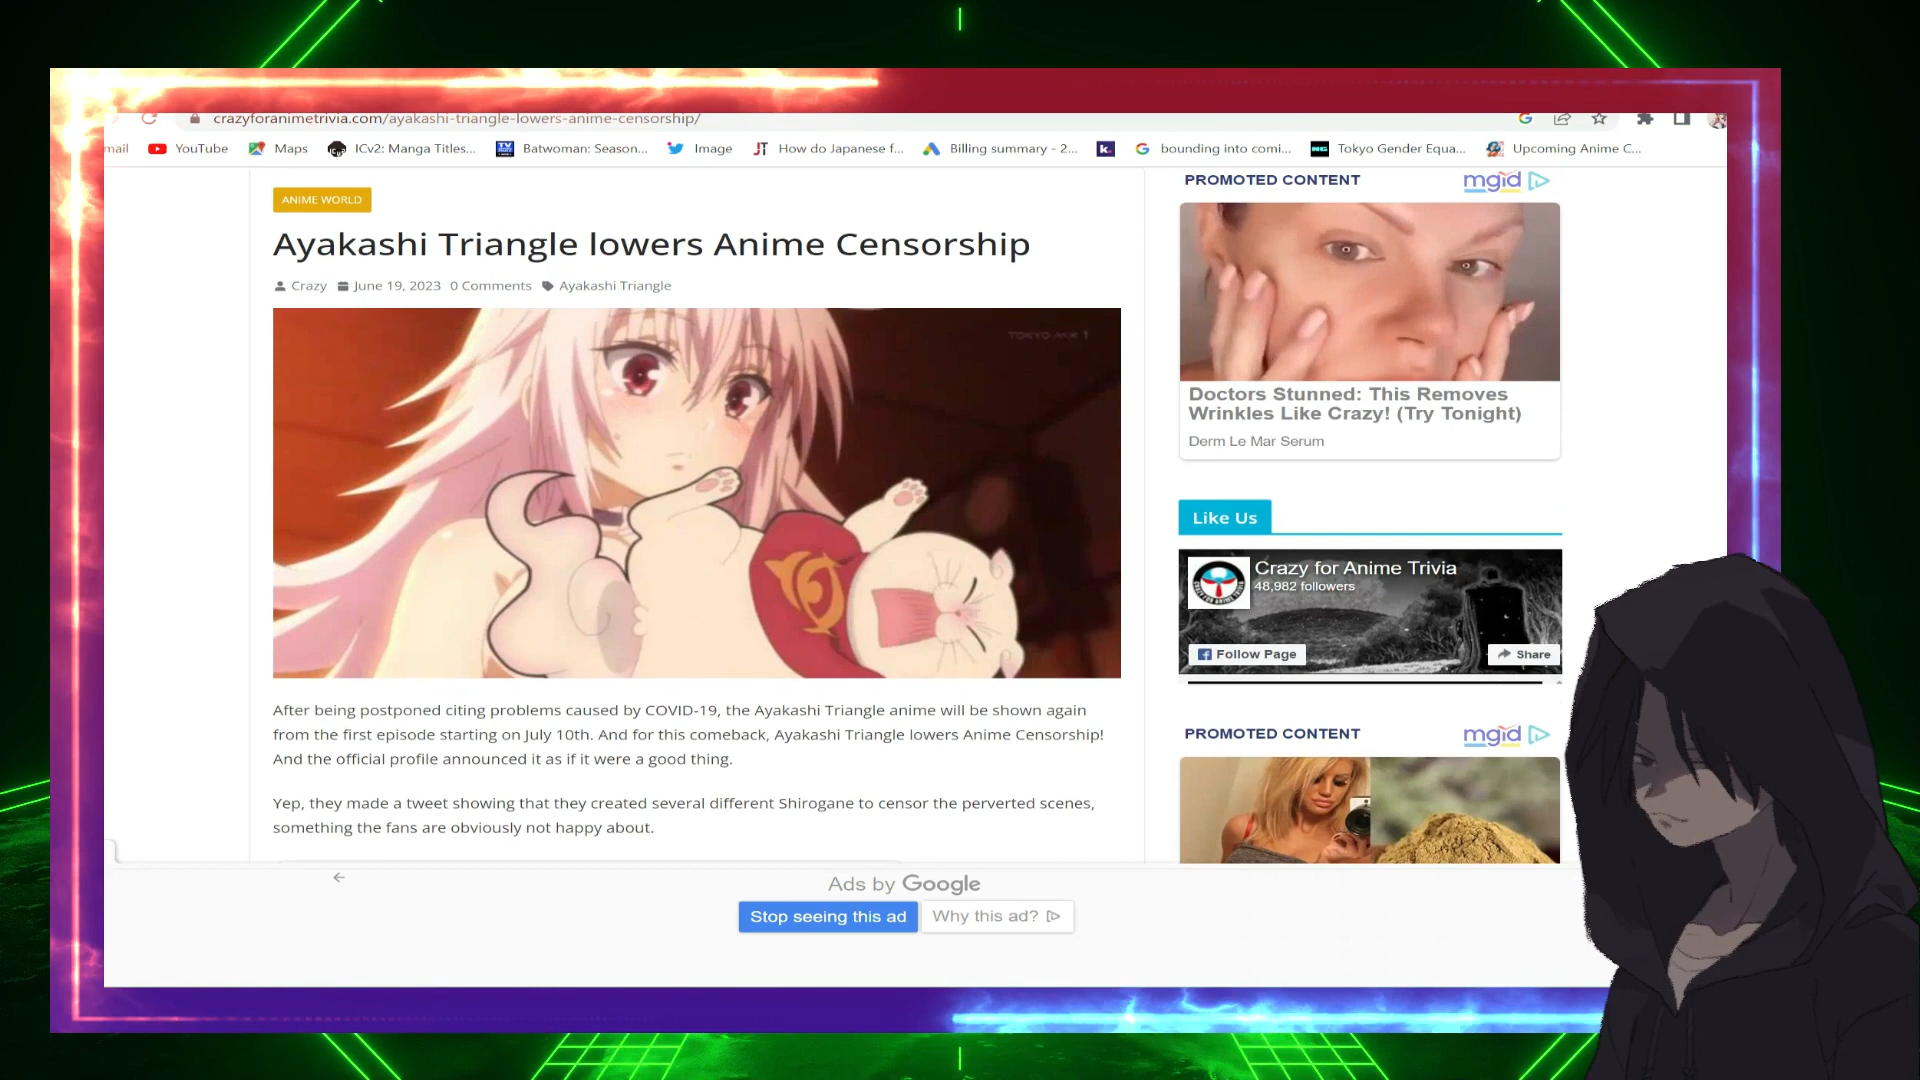 crazyforanimetrivia.com/ayakashi-triangle-lowers-anime-censorship/
mail YouTube Maps ICv2: Manga Titles... Batwoman: Season... Image How do Japanese f... Billing summary - 2... k. bounding into comi... Tokyo Gender Equa... Upcoming Anime C...
ANIME WORLD
Ayakashi Triangle lowers Anime Censorship
Crazy June 19, 2023 0 Comments Ayakashi Triangle
TOKYO MX 1
After being postponed citing problems caused by COVID-19, the Ayakashi Triangle anime will be shown again
from the first episode starting on July 10th. And for this comeback, Ayakashi Triangle lowers Anime Censorship!
And the official profile announced it as if it were a good thing.
Yep, they made a tweet showing that they created several different Shirogane to censor the perverted scenes,
something the fans are obviously not happy about.
PROMOTED CONTENT
mgid
Doctors Stunned: This Removes
Wrinkles Like Crazy! (Try Tonight)
Derm Le Mar Serum
Like Us
Crazy for Anime Trivia
48,982 followers
Follow Page
Share
PROMOTED CONTENT
mgid
Ads by Google
Stop seeing this ad
Why this ad?